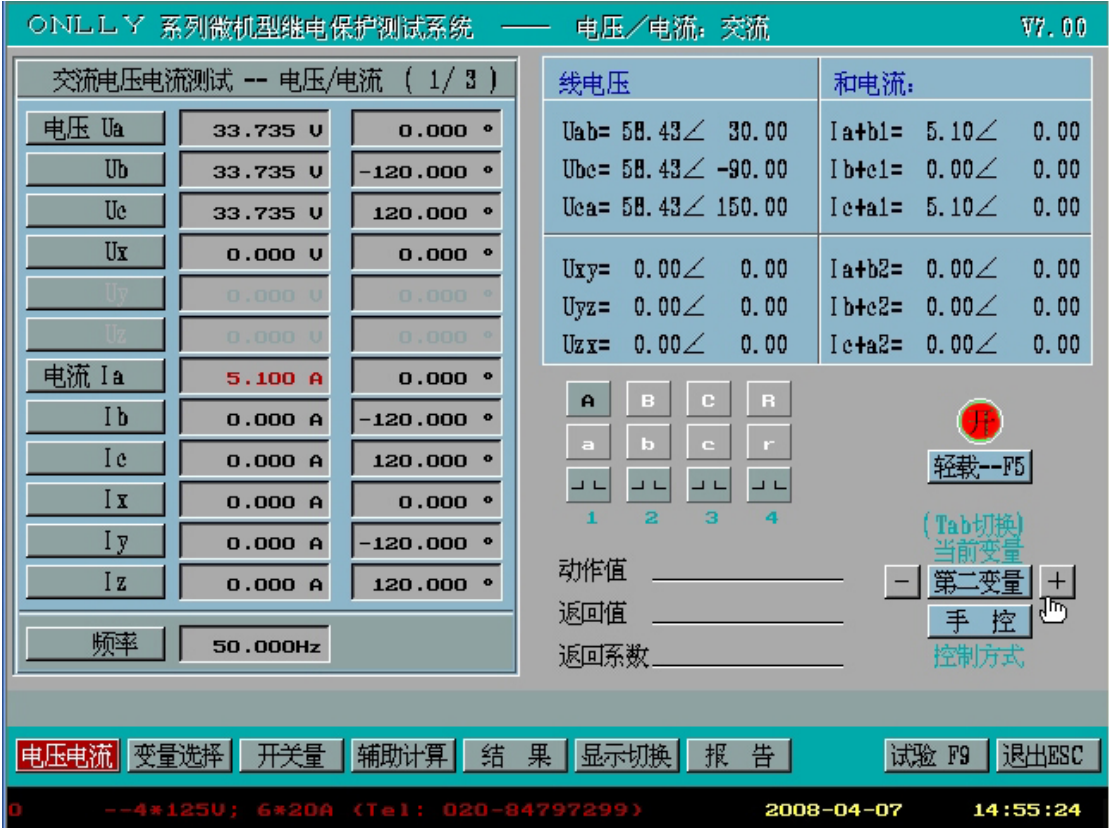 ONLLY 系列微机型继电保护测试系统 —— 电压/电流: 交流 V7.00
交流电压电流测试 -- 电压/电流 ( 1/ 3 )
电压 Ua 33.735 V 0.000 °
Ub 33.735 V -120.000 °
Uc 33.735 V 120.000 °
Ux 0.000 V 0.000 °
Uy 0.000 V 0.000 °
Uz 0.000 V 0.000 °
电流 Ia 5.100 A 0.000 °
Ib 0.000 A -120.000 °
Ic 0.000 A 120.000 °
Ix 0.000 A 0.000 °
Iy 0.000 A -120.000 °
Iz 0.000 A 120.000 °
频率 50.000Hz
线电压 和电流:
Uab= 58.43∠ 30.00 Ia+b1= 5.10∠ 0.00
Ubc= 58.43∠ -90.00 Ib+c1= 0.00∠ 0.00
Uca= 58.43∠ 150.00 Ic+a1= 5.10∠ 0.00
Uxy= 0.00∠ 0.00 Ia+b2= 0.00∠ 0.00
Uyz= 0.00∠ 0.00 Ib+c2= 0.00∠ 0.00
Uzx= 0.00∠ 0.00 Ic+a2= 0.00∠ 0.00
A B C R
a b c r
1 2 3 4
开
轻载--F5
(Tab切换)
当前变量
- 第二变量 +
手 控
控制方式
动作值
返回值
返回系数
电压电流 变量选择 开关量 辅助计算 结 果 显示切换 报 告 试验 F9 退出ESC
0 --4*125V; 6*20A (Tel: 020-84797299) 2008-04-07 14:55:24